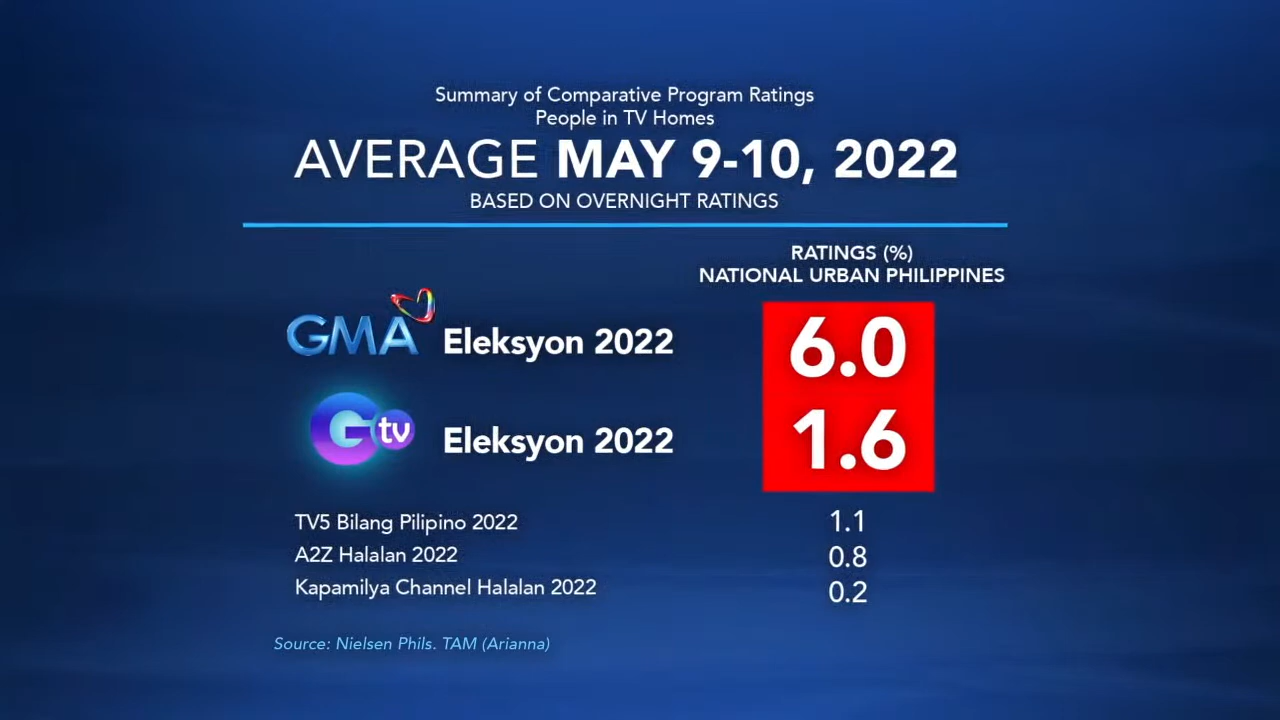 Summary of Comparative Program Ratings
People in TV Homes
AVERAGE MAY 9-10, 2022
BASED ON OVERNIGHT RATINGS
RATINGS (%)
NATIONAL URBAN PHILIPPINES
GMA Eleksyon 2022 6.0
Gtv Eleksyon 2022 1.6
TV5 Bilang Pilipino 2022 1.1
A2Z Halalan 2022 0.8
Kapamilya Channel Halalan 2022 0.2
Source: Nielsen Phils. TAM (Arianna)